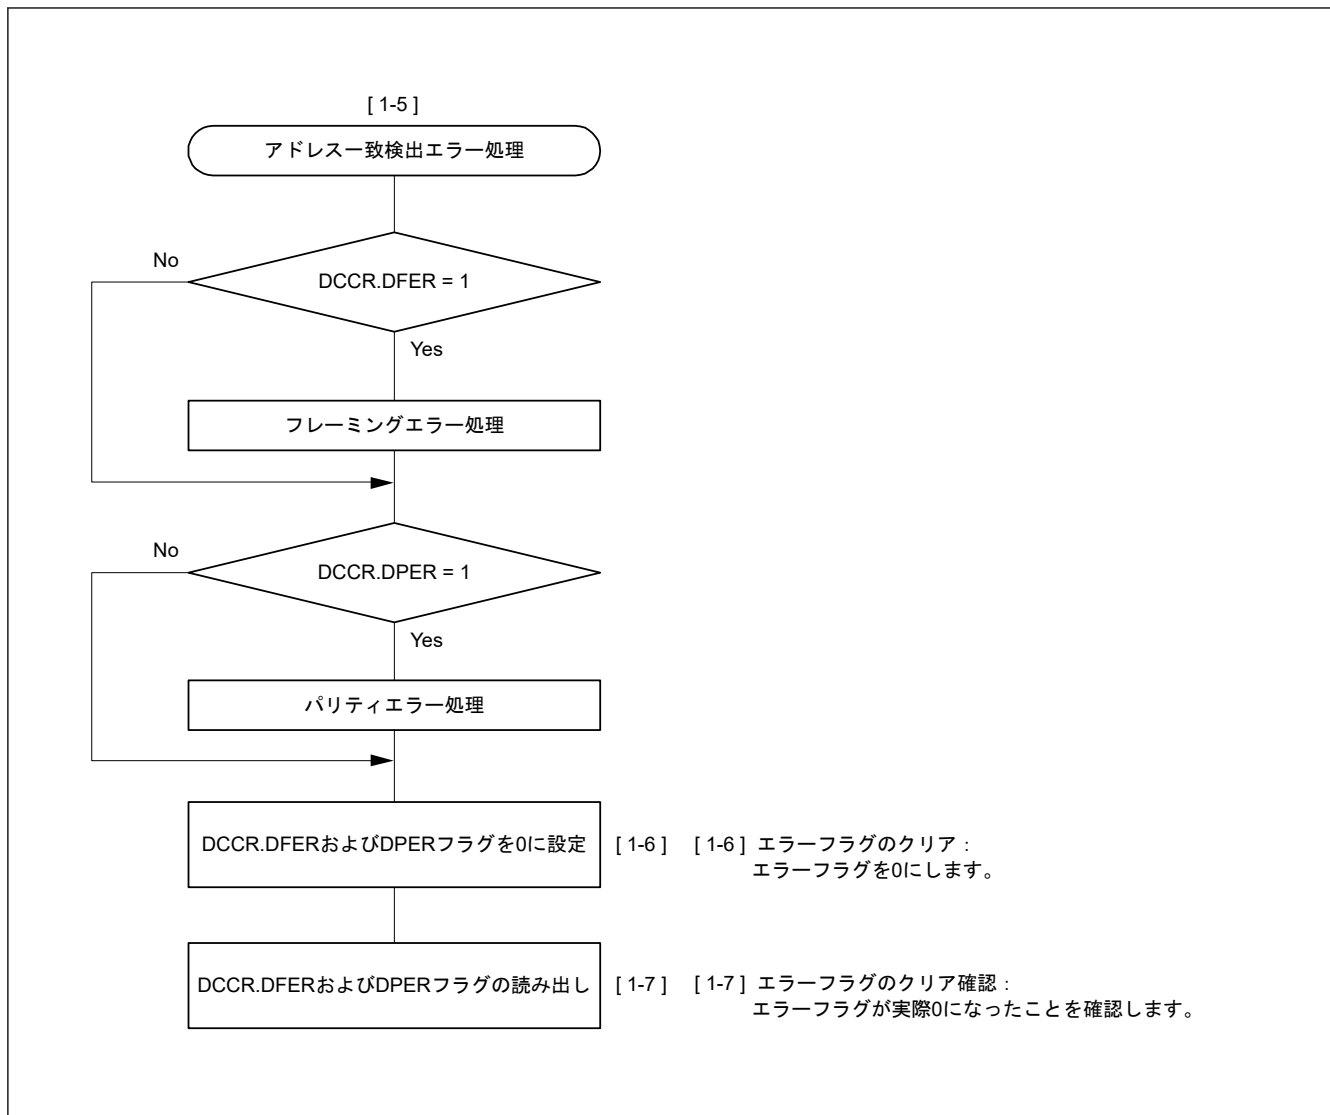 [ 1-5 ]
アドレス一致検出エラー処理
No
DCCR.DFER = 1
Yes
フレーミングエラー処理
No
DCCR.DPER = 1
Yes
パリティエラー処理
DCCR.DFERおよびDPERフラグを0に設定
[ 1-6 ]
[ 1-6 ] エラーフラグのクリア：
エラーフラグを0にします。
DCCR.DFERおよびDPERフラグの読み出し
[ 1-7 ]
[ 1-7 ] エラーフラグのクリア確認：
エラーフラグが実際0になったことを確認します。